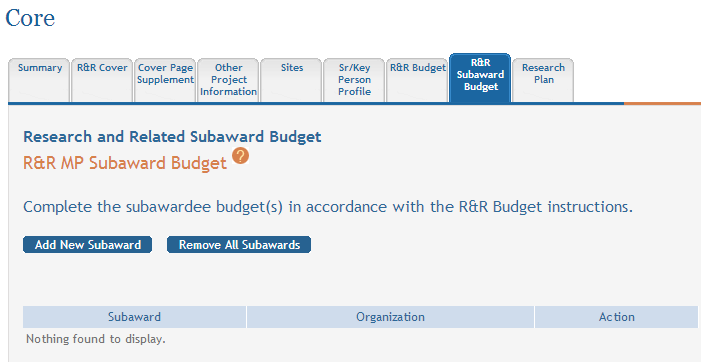 Core
Summary
R&R Cover
Cover Page
Supplement
Other
Project
Information
Sites
Sr/Key
Person
Profile
R&R Budget
R&R
Subaward
Budget
Research
Plan
Research and Related Subaward Budget
R&R MP Subaward Budget ?
Complete the subawardee budget(s) in accordance with the R&R Budget instructions.
Add New Subaward Remove All Subawards
Subaward Organization Action
Nothing found to display.